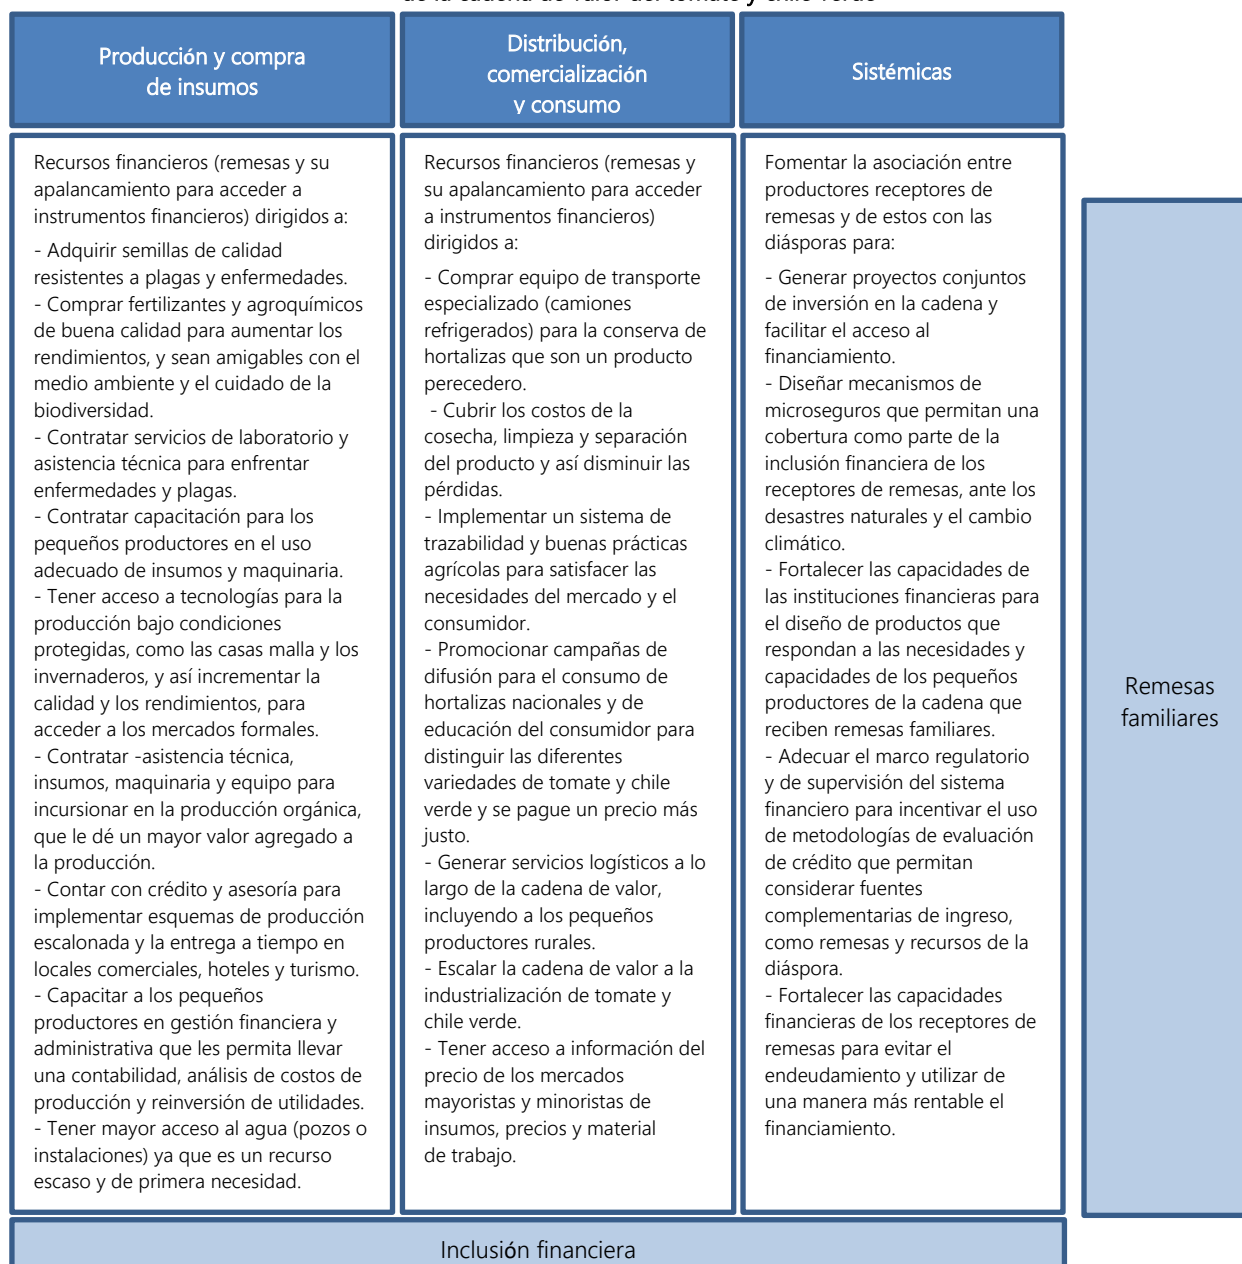 de la cadena de valor del tomate y chile verde
Producción y compra
de insumos
Distribución,
comercialización
y consumo
Sistémicas
Recursos financieros (remesas y su
apalancamiento para acceder a
instrumentos financieros) dirigidos a:
- Adquirir semillas de calidad
resistentes a plagas y enfermedades.
- Comprar fertilizantes y agroquímicos
de buena calidad para aumentar los
rendimientos, y sean amigables con el
medio ambiente y el cuidado de la
biodiversidad.
- Contratar servicios de laboratorio y
asistencia técnica para enfrentar
enfermedades y plagas.
- Contratar capacitación para los
pequeños productores en el uso
adecuado de insumos y maquinaria.
- Tener acceso a tecnologías para la
producción bajo condiciones
protegidas, como las casas malla y los
invernaderos, y así incrementar la
calidad y los rendimientos, para
acceder a los mercados formales.
- Contratar -asistencia técnica,
insumos, maquinaria y equipo para
incursionar en la producción orgánica,
que le dé un mayor valor agregado a
la producción.
- Contar con crédito y asesoría para
implementar esquemas de producción
escalonada y la entrega a tiempo en
locales comerciales, hoteles y turismo.
- Capacitar a los pequeños
productores en gestión financiera y
administrativa que les permita llevar
una contabilidad, análisis de costos de
producción y reinversión de utilidades.
- Tener mayor acceso al agua (pozos o
instalaciones) ya que es un recurso
escaso y de primera necesidad.
Recursos financieros (remesas y
su apalancamiento para acceder
a instrumentos financieros)
dirigidos a:
- Comprar equipo de transporte
especializado (camiones
refrigerados) para la conserva de
hortalizas que son un producto
perecedero.
- Cubrir los costos de la
cosecha, limpieza y separación
del producto y así disminuir las
pérdidas.
- Implementar un sistema de
trazabilidad y buenas prácticas
agrícolas para satisfacer las
necesidades del mercado y el
consumidor.
- Promocionar campañas de
difusión para el consumo de
hortalizas nacionales y de
educación del consumidor para
distinguir las diferentes
variedades de tomate y chile
verde y se pague un precio más
justo.
- Generar servicios logísticos a lo
largo de la cadena de valor,
incluyendo a los pequeños
productores rurales.
- Escalar la cadena de valor a la
industrialización de tomate y
chile verde.
- Tener acceso a información del
precio de los mercados
mayoristas y minoristas de
insumos, precios y material
de trabajo.
Fomentar la asociación entre
productores receptores de
remesas y de estos con las
diásporas para:
- Generar proyectos conjuntos
de inversión en la cadena y
facilitar el acceso al
financiamiento.
- Diseñar mecanismos de
microseguros que permitan una
cobertura como parte de la
inclusión financiera de los
receptores de remesas, ante los
desastres naturales y el cambio
climático.
- Fortalecer las capacidades de
las instituciones financieras para
el diseño de productos que
respondan a las necesidades y
capacidades de los pequeños
productores de la cadena que
reciben remesas familiares.
- Adecuar el marco regulatorio
y de supervisión del sistema
financiero para incentivar el uso
de metodologías de evaluación
de crédito que permitan
considerar fuentes
complementarias de ingreso,
como remesas y recursos de la
diáspora.
- Fortalecer las capacidades
financieras de los receptores de
remesas para evitar el
endeudamiento y utilizar de
una manera más rentable el
financiamiento.
Remesas
familiares
Inclusión financiera